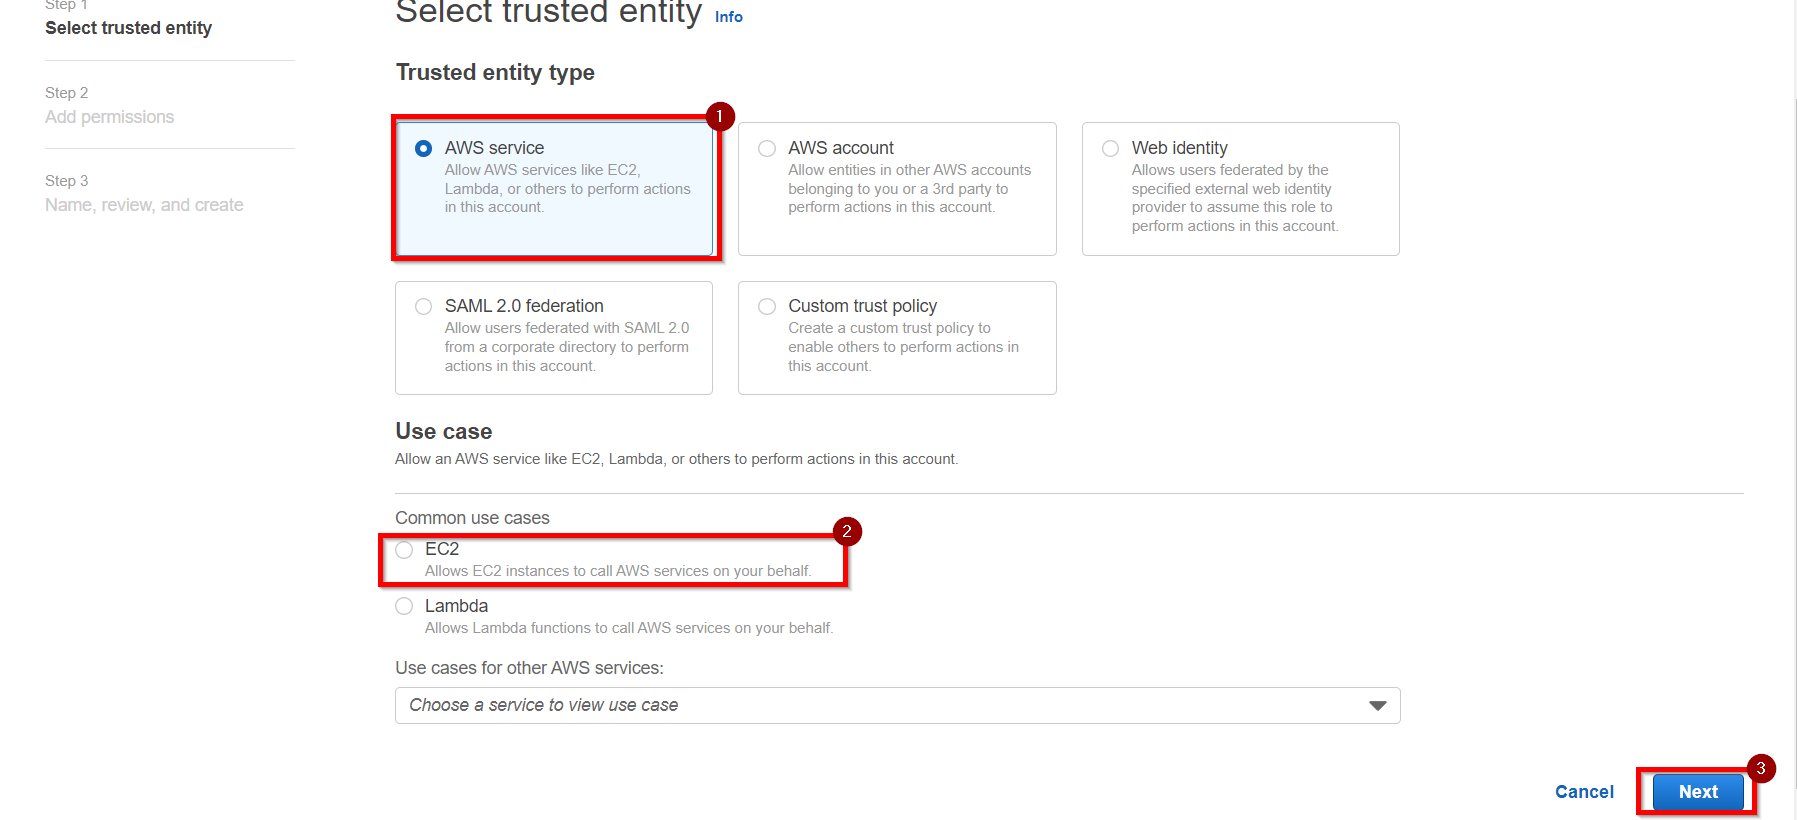 Step 1
Select trusted entity
Step 2
Add permissions
Step 3
Name, review, and create
Select trusted entity Info
Trusted entity type
1
AWS service
Allow AWS services like EC2,
Lambda, or others to perform actions
in this account.
AWS account
Allow entities in other AWS accounts
belonging to you or a 3rd party to
perform actions in this account.
Web identity
Allows users federated by the
specified external web identity
provider to assume this role to
perform actions in this account.
SAML 2.0 federation
Allow users federated with SAML 2.0
from a corporate directory to perform
actions in this account.
Custom trust policy
Create a custom trust policy to
enable others to perform actions in
this account.
Use case
Allow an AWS service like EC2, Lambda, or others to perform actions in this account.
Common use cases
2
EC2
Allows EC2 instances to call AWS services on your behalf.
Lambda
Allows Lambda functions to call AWS services on your behalf.
Use cases for other AWS services:
Choose a service to view use case
3
Cancel Next